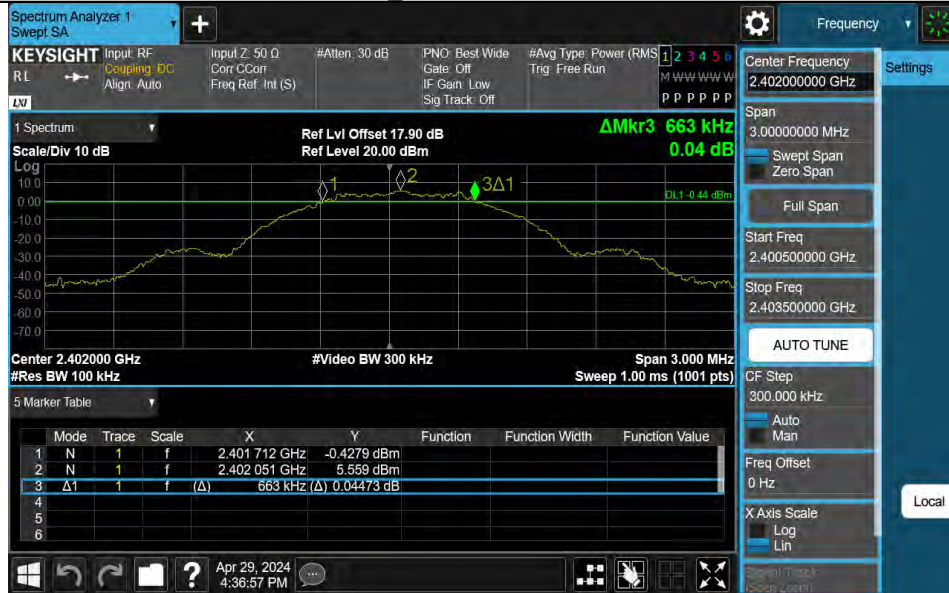 Spectrum Analyzer 1
Swept SA
+
Frequency
KEYSIGHT
RL
LXI
Input: RF
Coupling: DC
Align: Auto
Input Z: 50 Ω
Corr CCorr
Freq Ref: Int (S)
#Atten: 30 dB
PNO: Best Wide
Gate: Off
IF Gain: Low
Sig Track: Off
#Avg Type: Power (RMS
Trig: Free Run
1 2 3 4 5 6
M W W W W W
P P P P P P
1 Spectrum
Scale/Div 10 dB
Ref Lvl Offset 17.90 dB
Ref Level 20.00 dBm
ΔMkr3 663 kHz
0.04 dB
Log
10.0
0.00
-10.0
-20.0
-30.0
-40.0
-50.0
-60.0
-70.0
1
2
3Δ1
DL1 -0.44 dBm
Center 2.402000 GHz
#Res BW 100 kHz
#Video BW 300 kHz
Span 3.000 MHz
Sweep 1.00 ms (1001 pts)
5 Marker Table
Mode Trace Scale X Y Function Function Width Function Value
1 N 1 f 2.401 712 GHz -0.4279 dBm
2 N 1 f 2.402 051 GHz 5.559 dBm
3 Δ1 1 f (Δ) 663 kHz (Δ) 0.04473 dB
4
5
6
?
Apr 29, 2024
4:36:57 PM
Center Frequency
2.402000000 GHz
Span
3.00000000 MHz
Swept Span
Zero Span
Full Span
Start Freq
2.400500000 GHz
Stop Freq
2.403500000 GHz
AUTO TUNE
CF Step
300.000 kHz
Auto
Man
Freq Offset
0 Hz
X Axis Scale
Log
Lin
Signal Track
(Span Zoom)
Settings
Local